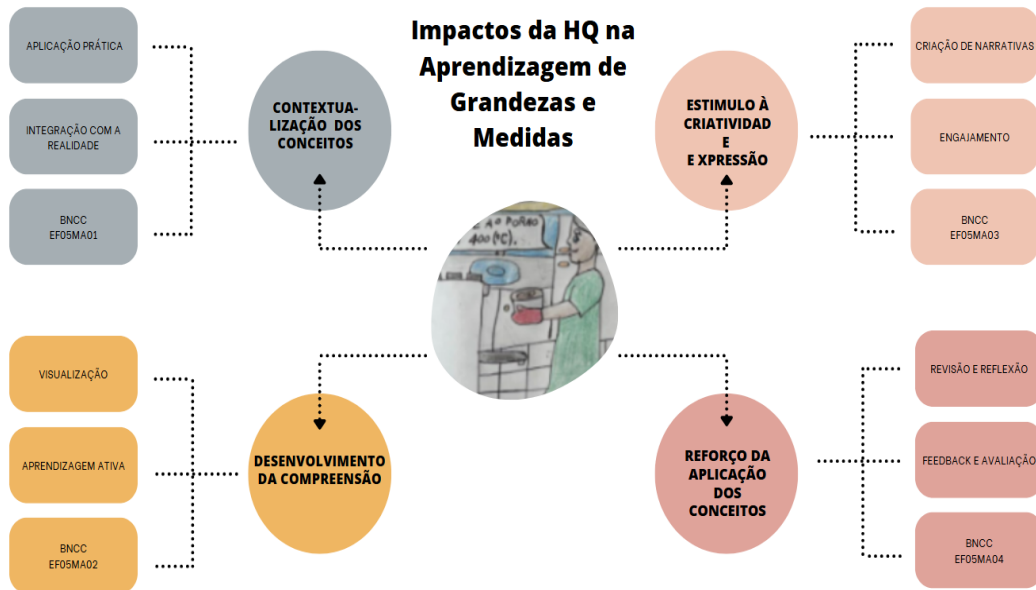 Impactos da HQ na
Aprendizagem de
Grandezas e
Medidas
APLICAÇÃO PRÁTICA
INTEGRAÇÃO COM A
REALIDADE
BNCC
EF05MA01
CONTEXTUA-
LIZAÇÃO DOS
CONCEITOS
ESTIMULO À
CRIATIVIDAD
E
E XPRESSÃO
CRIAÇÃO DE NARRATIVAS
ENGAJAMENTO
BNCC
EF05MA03
400 (°C).
VISUALIZAÇÃO
APRENDIZAGEM ATIVA
BNCC
EF05MA02
DESENVOLVIMENTO
DA COMPREENSÃO
REFORÇO DA
APLICAÇÃO
DOS
CONCEITOS
REVISÃO E REFLEXÃO
FEEDBACK E AVALIAÇÃO
BNCC
EF05MA04